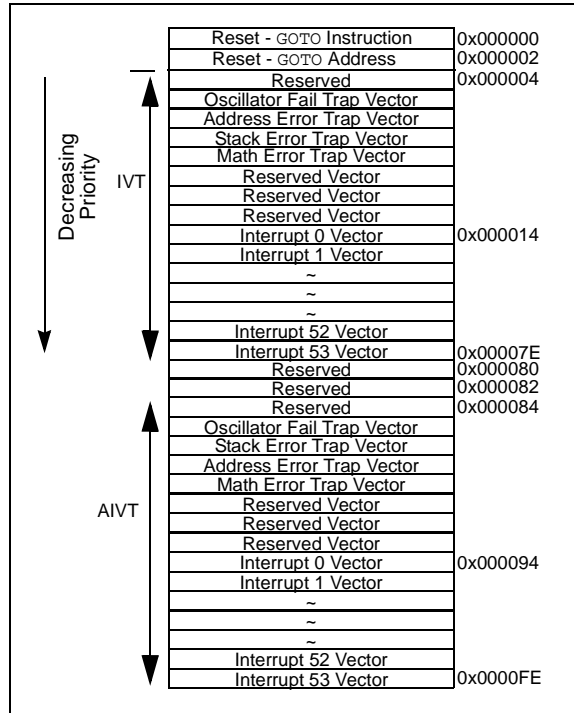 Reset - GOTO Instruction 0x000000
Reset - GOTO Address 0x000002
Reserved 0x000004
Oscillator Fail Trap Vector
Address Error Trap Vector
Stack Error Trap Vector
Math Error Trap Vector
Reserved Vector
Reserved Vector
Reserved Vector
Interrupt 0 Vector 0x000014
Interrupt 1 Vector
~
~
~
Interrupt 52 Vector
Interrupt 53 Vector 0x00007E
Decreasing
Priority
IVT
Reserved 0x000080
Reserved 0x000082
Reserved 0x000084
Oscillator Fail Trap Vector
Stack Error Trap Vector
Address Error Trap Vector
Math Error Trap Vector
Reserved Vector
Reserved Vector
Reserved Vector
Interrupt 0 Vector 0x000094
Interrupt 1 Vector
~
~
~
Interrupt 52 Vector
Interrupt 53 Vector 0x0000FE
AIVT